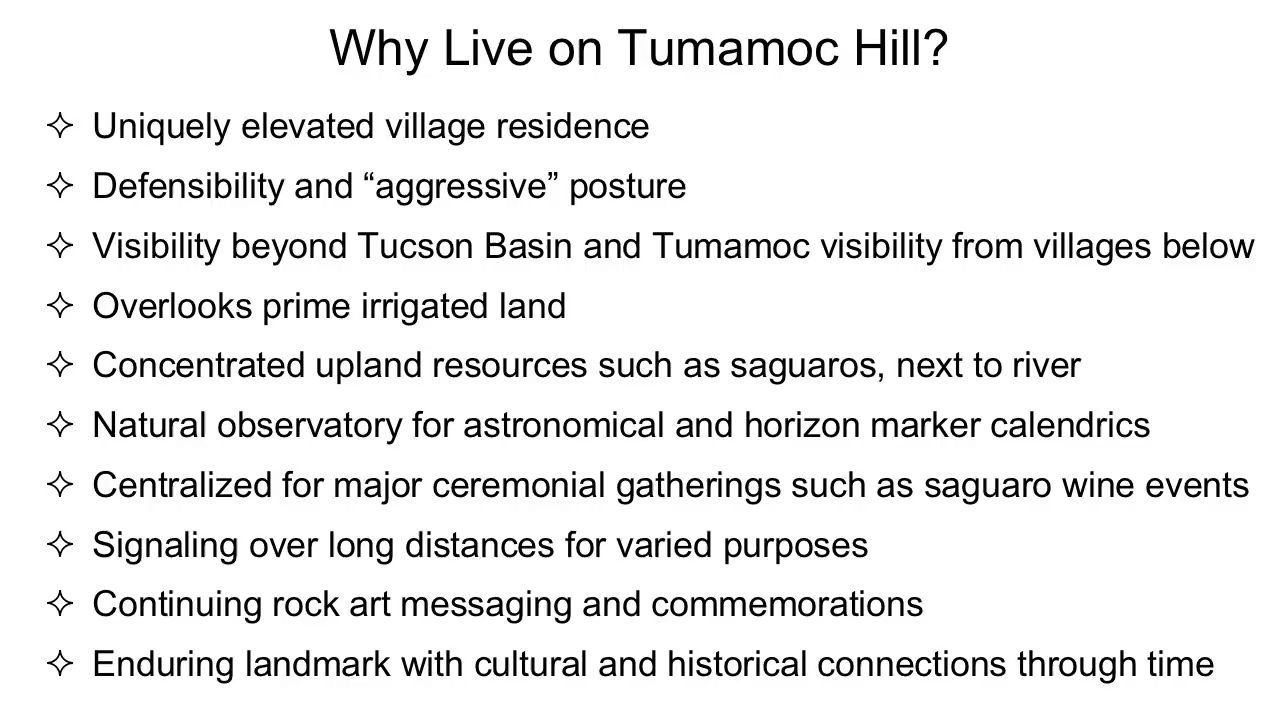 Why Live on Tumamoc Hill?
✧ Uniquely elevated village residence
✧ Defensibility and “aggressive” posture
✧ Visibility beyond Tucson Basin and Tumamoc visibility from villages below
✧ Overlooks prime irrigated land
✧ Concentrated upland resources such as saguaros, next to river
✧ Natural observatory for astronomical and horizon marker calendrics
✧ Centralized for major ceremonial gatherings such as saguaro wine events
✧ Signaling over long distances for varied purposes
✧ Continuing rock art messaging and commemorations
✧ Enduring landmark with cultural and historical connections through time